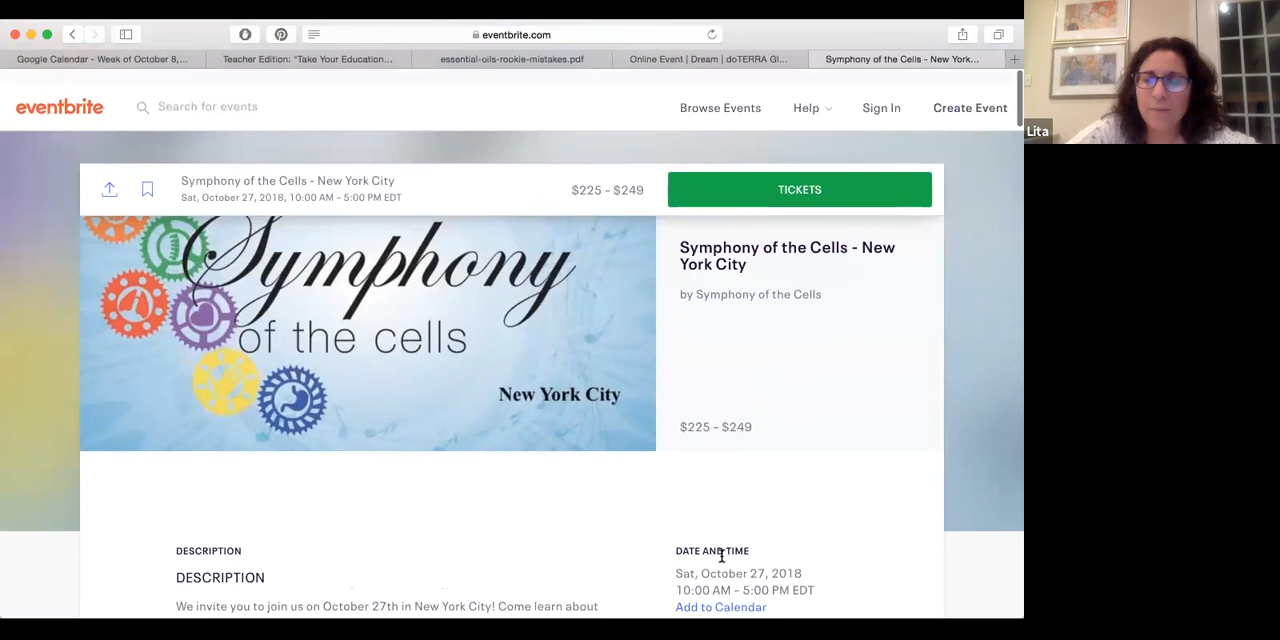 eventbrite.com
Google Calendar - Week of October 8,...
Teacher Edition: "Take Your Education...
essential-oils-rookie-mistakes.pdf
Online Event | Dream | doTERRA Gl...
Symphony of the Cells - New York...
eventbrite
Search for events
Browse Events
Help
Sign In
Create Event
Lita
Symphony of the Cells - New York City
Sat, October 27, 2018, 10:00 AM – 5:00 PM EDT
$225 – $249
TICKETS
Symphony
of the cells
New York City
Symphony of the Cells - New
York City
by Symphony of the Cells
$225 – $249
DESCRIPTION
DESCRIPTION
We invite you to join us on October 27th in New York City! Come learn about
DATE AND TIME
Sat, October 27, 2018
10:00 AM – 5:00 PM EDT
Add to Calendar